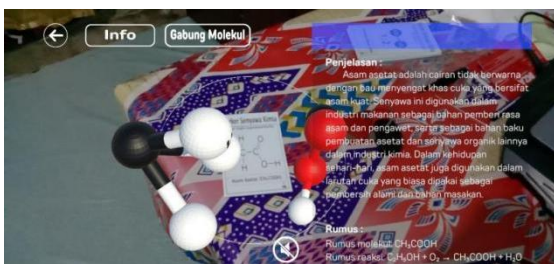 Info
Gabung Molekul
Penjelasan :
Asam asetat adalah cairan tidak berwarna
dengan bau menyengat khas cuka yang bersifat
asam kuat. Senyawa ini digunakan dalam
industri makanan sebagai bahan pemberi rasa
asam dan pengawet, serta sebagai bahan baku
pembuatan asetat dan senyawa organik lainnya
dalam industri kimia. Dalam kehidupan
sehari-hari, asam asetat juga digunakan dalam
larutan cuka yang biasa dipakai sebagai
pembersih alami dan bahan masakan.
Senyawa Kimia
Rumus :
Rumus molekul: CH₃COOH
Rumus reaksi: C₂H₅OH + O₂ → CH₃COOH + H₂O